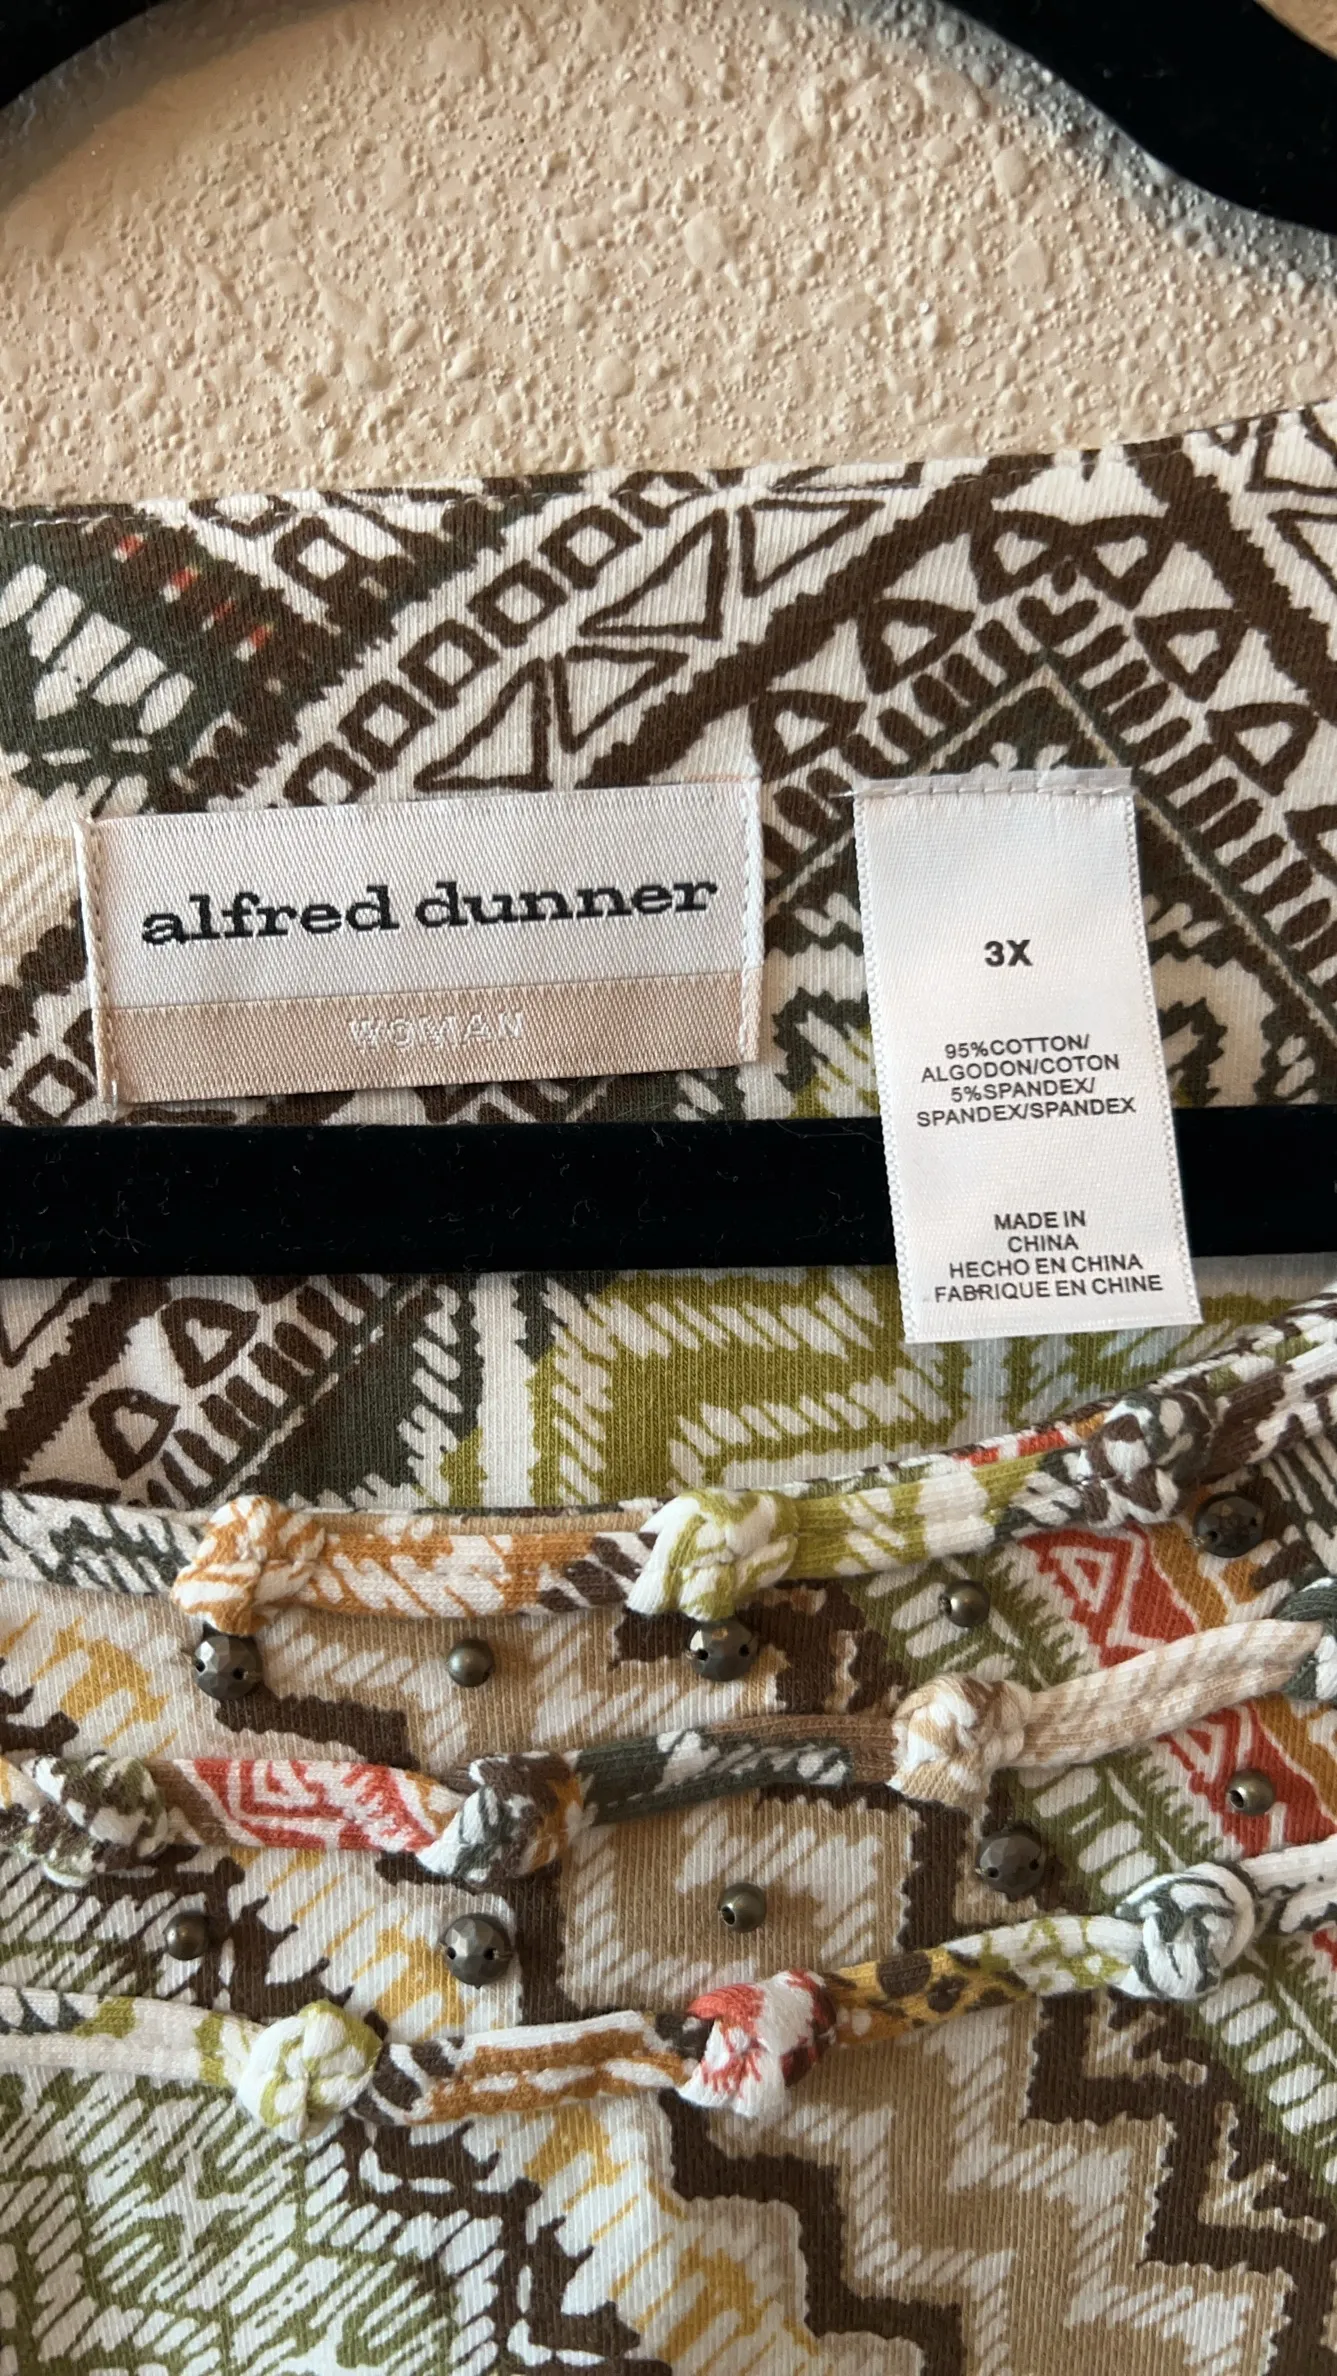 alfred dunner
WOMAN
3X
95%COTTON/
ALGODON/COTON
5%SPANDEX/
SPANDEX/SPANDEX
MADE IN
CHINA
HECHO EN CHINA
FABRIQUE EN CHINE